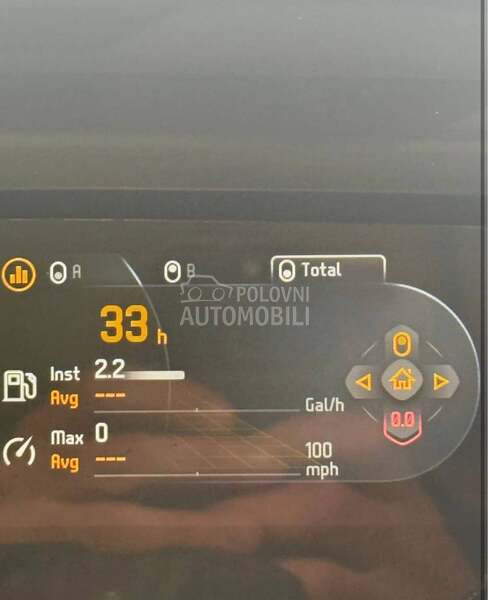 A B Total
POLOVNI
AUTOMOBILI
33 h
Inst 2.2
Avg ---
Gal/h
Max 0
Avg ---
100
mph
0.0